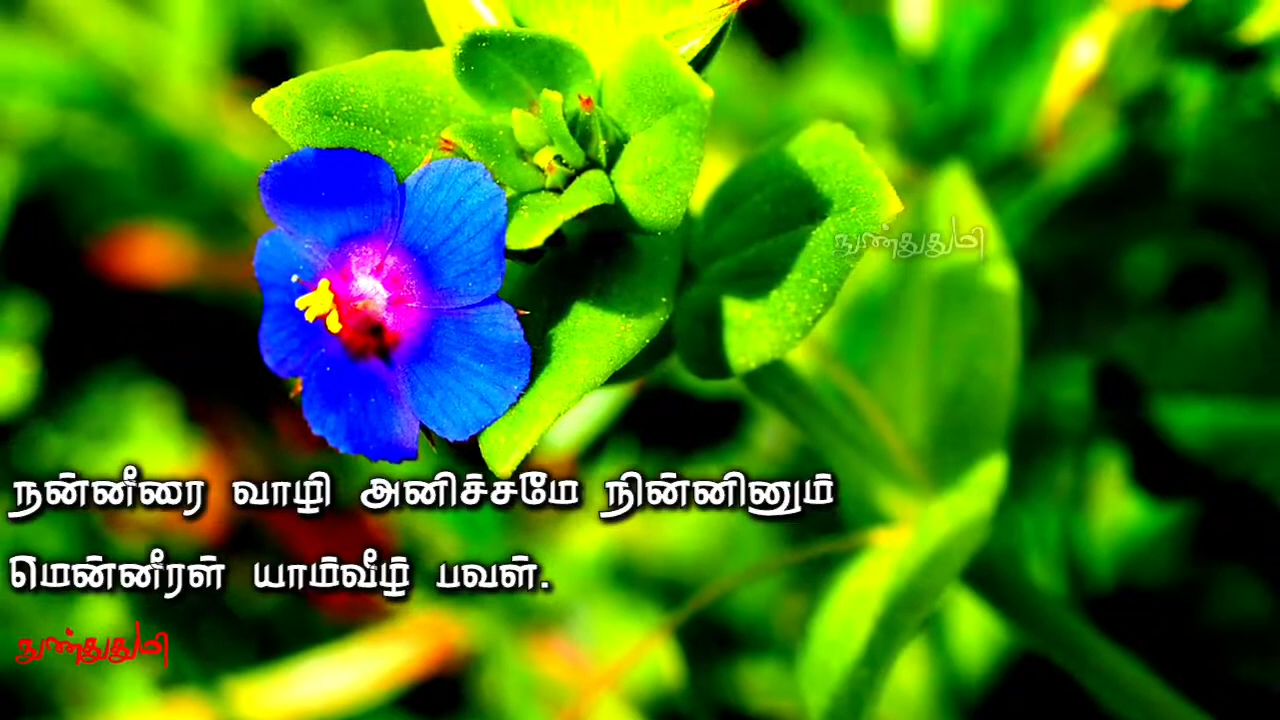 நுண்துதுமி
நன்னீரை வாழி அனிச்சமே நின்னினும்
மென்னீரள் யாம்வீழ் பவள்.
நுண்துதுமி